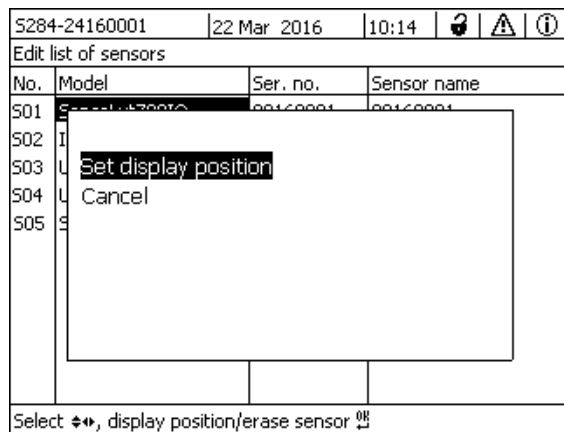 S284-24160001 22 Mar 2016 10:14
Edit list of sensors
No. Model Ser. no. Sensor name
S01
S02 I
S03
Set display position
S04
Cancel
S05 S
Select , display position/erase sensor OK